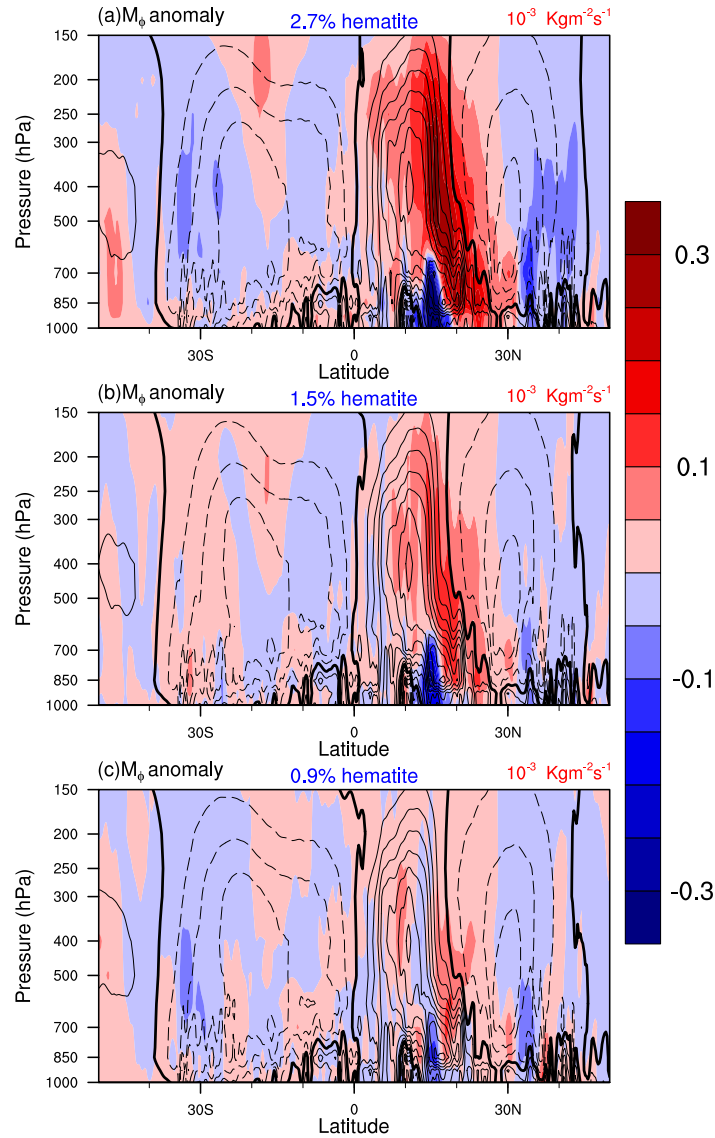 (a)M_ϕ anomaly 2.7% hematite 10⁻³ Kgm⁻²s⁻¹
150
200
250
300
400
500
700
850
1000
Pressure (hPa)
30S 0 30N
Latitude
(b)M_ϕ anomaly 1.5% hematite 10⁻³ Kgm⁻²s⁻¹
150
200
250
300
400
500
700
850
1000
Pressure (hPa)
30S 0 30N
Latitude
(c)M_ϕ anomaly 0.9% hematite 10⁻³ Kgm⁻²s⁻¹
150
200
250
300
400
500
700
850
1000
Pressure (hPa)
30S 0 30N
Latitude
0.3
0.1
-0.1
-0.3